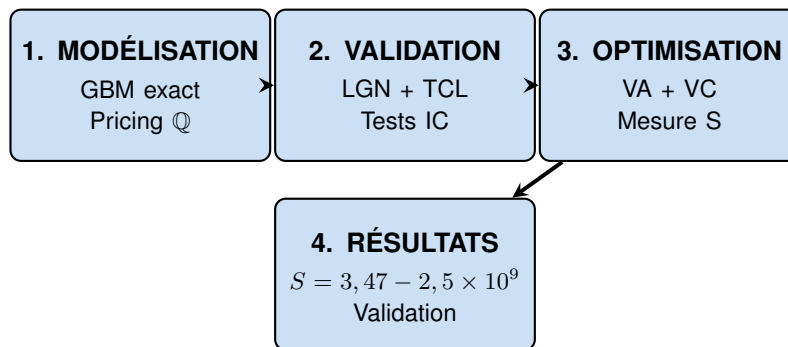 1. MODÉLISATION
GBM exact
Pricing ℚ
2. VALIDATION
LGN + TCL
Tests IC
3. OPTIMISATION
VA + VC
Mesure S
4. RÉSULTATS
S = 3, 47 − 2, 5 × 10⁹
Validation